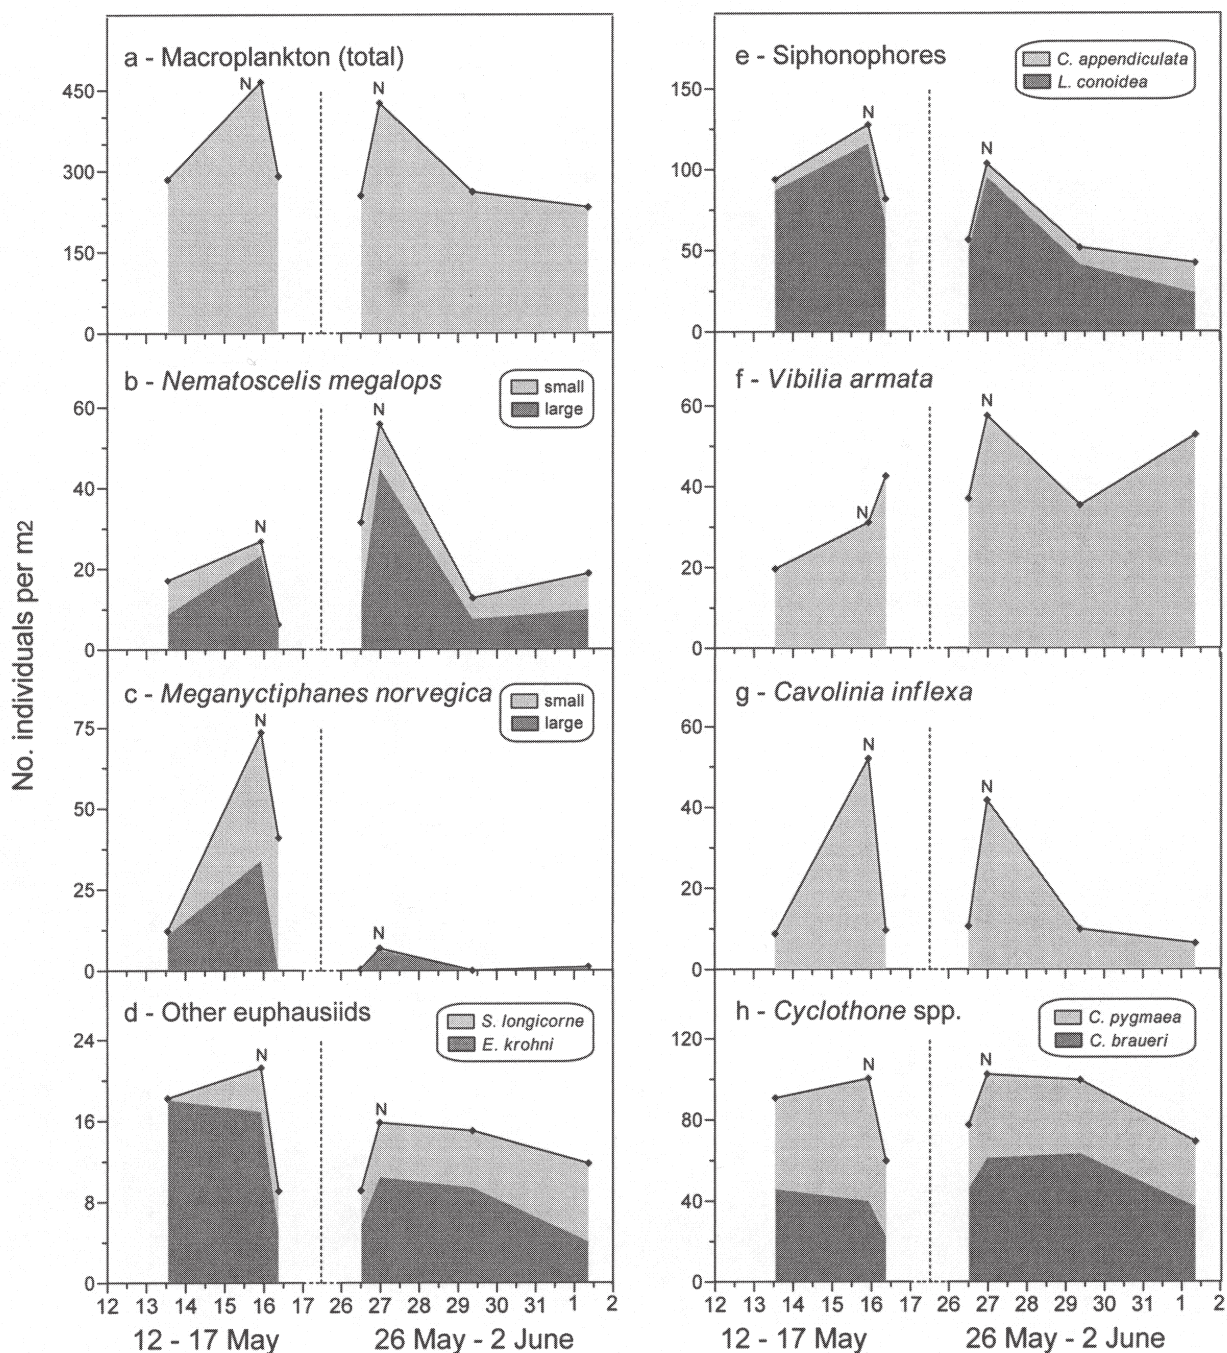 No. individuals per m2
a - Macroplankton (total)
450
300
150
0
N
N
b - Nematoscelis megalops
small
large
60
40
20
0
N
N
c - Meganyctiphanes norvegica
small
large
75
50
25
0
N
N
d - Other euphausiids
S. longicorne
E. krohni
24
16
8
0
N
N
12 13 14 15 16 17 26 27 29 29 30 1 2
12 - 17 May
26 May - 2 June
e - Siphonophores
C. appendiculata
L. conoidea
150
100
50
0
N
N
f - Vibilia armata
60
40
20
0
N
N
g - Cavolinia inflexa
60
40
20
0
N
N
h - Cyclothone spp.
C. pygmaea
C. braueri
120
80
40
0
N
N
12 13 14 15 16 17 26 27 28 29 30 1 2
12 - 17 May
26 May - 2 June